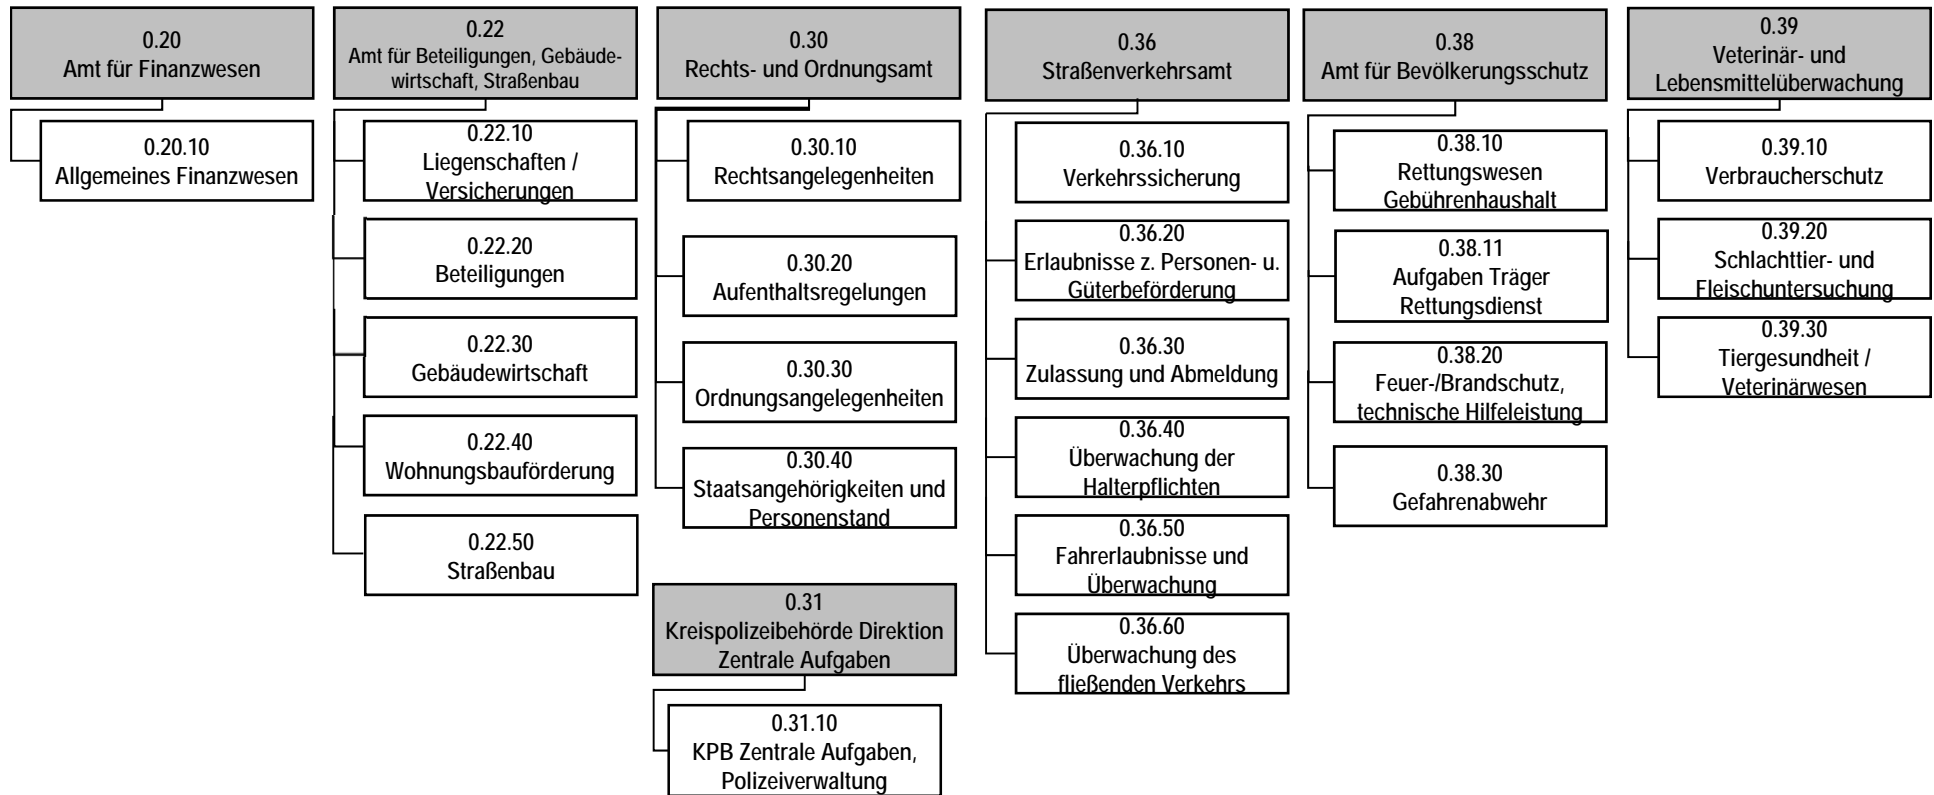 0.20
Amt für Finanzwesen
0.20.10
Allgemeines Finanzwesen
0.22
Amt für Beteiligungen, Gebäude-
wirtschaft, Straßenbau
0.22.10
Liegenschaften /
Versicherungen
0.22.20
Beteiligungen
0.22.30
Gebäudewirtschaft
0.22.40
Wohnungsbauförderung
0.22.50
Straßenbau
0.30
Rechts- und Ordnungsamt
0.30.10
Rechtsangelegenheiten
0.30.20
Aufenthaltsregelungen
0.30.30
Ordnungsangelegenheiten
0.30.40
Staatsangehörigkeiten und
Personenstand
0.31
Kreispolizeibehörde Direktion
Zentrale Aufgaben
0.31.10
KPB Zentrale Aufgaben,
Polizeiverwaltung
0.36
Straßenverkehrsamt
0.36.10
Verkehrssicherung
0.36.20
Erlaubnisse z. Personen- u.
Güterbeförderung
0.36.30
Zulassung und Abmeldung
0.36.40
Überwachung der
Halterpflichten
0.36.50
Fahrerlaubnisse und
Überwachung
0.36.60
Überwachung des
fließenden Verkehrs
0.38
Amt für Bevölkerungsschutz
0.38.10
Rettungswesen
Gebührenhaushalt
0.38.11
Aufgaben Träger
Rettungsdienst
0.38.20
Feuer-/Brandschutz,
technische Hilfeleistung
0.38.30
Gefahrenabwehr
0.39
Veterinär- und
Lebensmittelüberwachung
0.39.10
Verbraucherschutz
0.39.20
Schlachttier- und
Fleischuntersuchung
0.39.30
Tiergesundheit /
Veterinärwesen